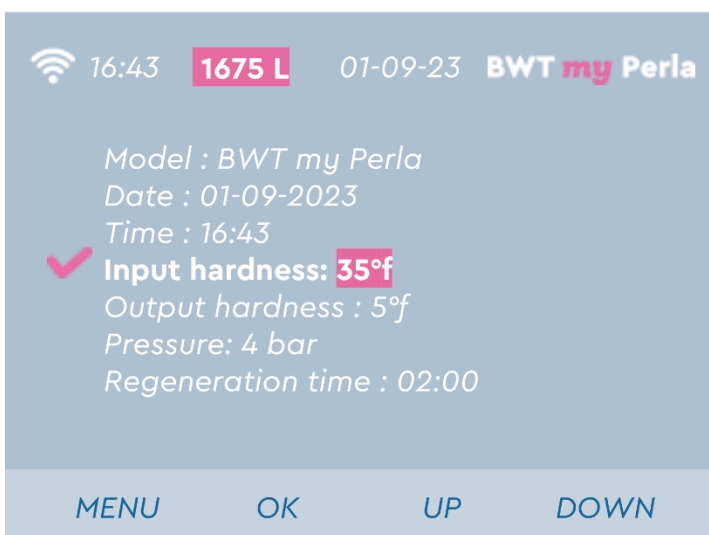 16:43 1675 L 01-09-23 BWT my Perla
Model : BWT my Perla
Date : 01-09-2023
Time : 16:43
Input hardness: 35°f
Output hardness : 5°f
Pressure: 4 bar
Regeneration time : 02:00
MENU OK UP DOWN